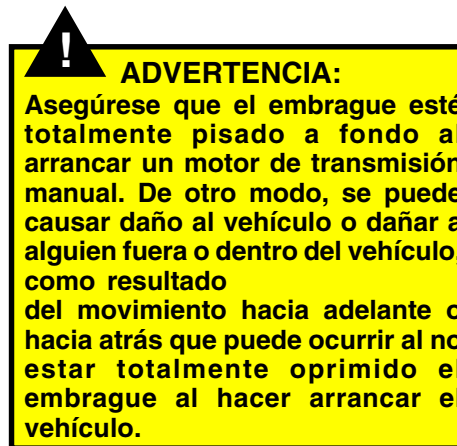 !
ADVERTENCIA:
Asegúrese que el embrague esté
totalmente pisado a fondo al
arrancar un motor de transmisión
manual. De otro modo, se puede
causar daño al vehículo o dañar a
alguien fuera o dentro del vehículo,
como resultado
del movimiento hacia adelante o
hacia atrás que puede ocurrir al no
estar totalmente oprimido el
embrague al hacer arrancar el
vehículo.